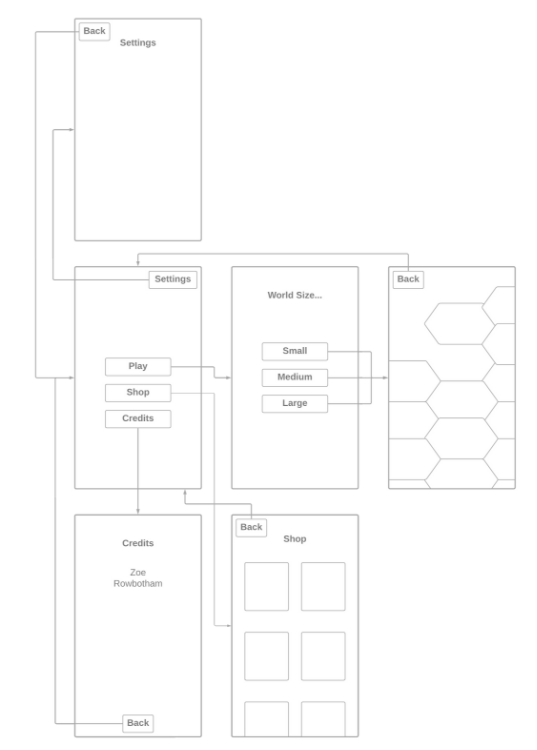 Back
Settings
Settings
Play
Shop
Credits
World Size...
Small
Medium
Large
Back
Credits
Zoe
Rowbotham
Back
Back
Shop